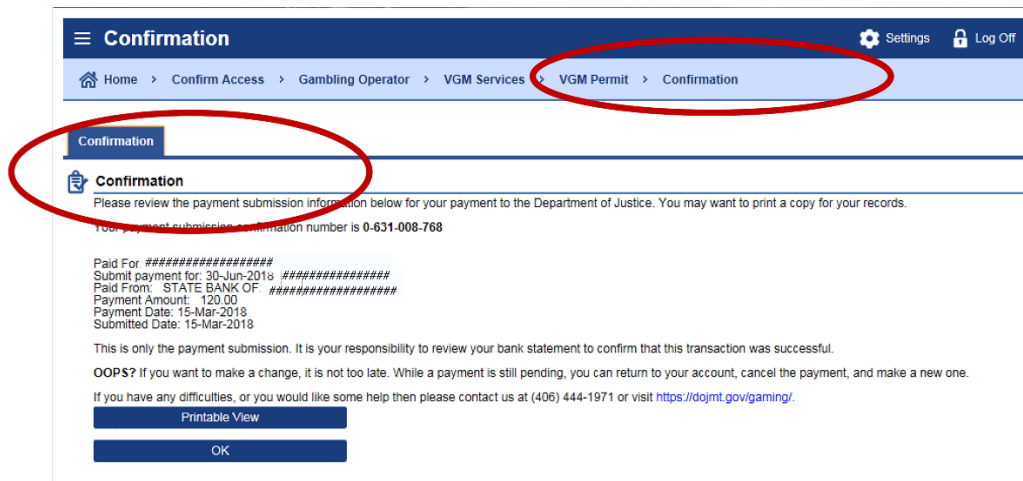 Confirmation Settings Log Off
Home > Confirm Access > Gambling Operator > VGM Services > VGM Permit > Confirmation
Confirmation
Confirmation
Please review the payment submission information below for your payment to the Department of Justice. You may want to print a copy for your records.
Your payment submission confirmation number is 0-631-008-768
Paid For: ###################
Submit payment for: 30-Jun-2018 ################
Paid From: STATE BANK OF. ###################
Payment Amount: 120.00
Payment Date: 15-Mar-2018
Submitted Date: 15-Mar-2018
This is only the payment submission. It is your responsibility to review your bank statement to confirm that this transaction was successful.
OOPS? If you want to make a change, it is not too late. While a payment is still pending, you can return to your account, cancel the payment, and make a new one.
If you have any difficulties, or you would like some help then please contact us at (406) 444-1971 or visit https://dojmt.gov/gaming/.
Printable View
OK